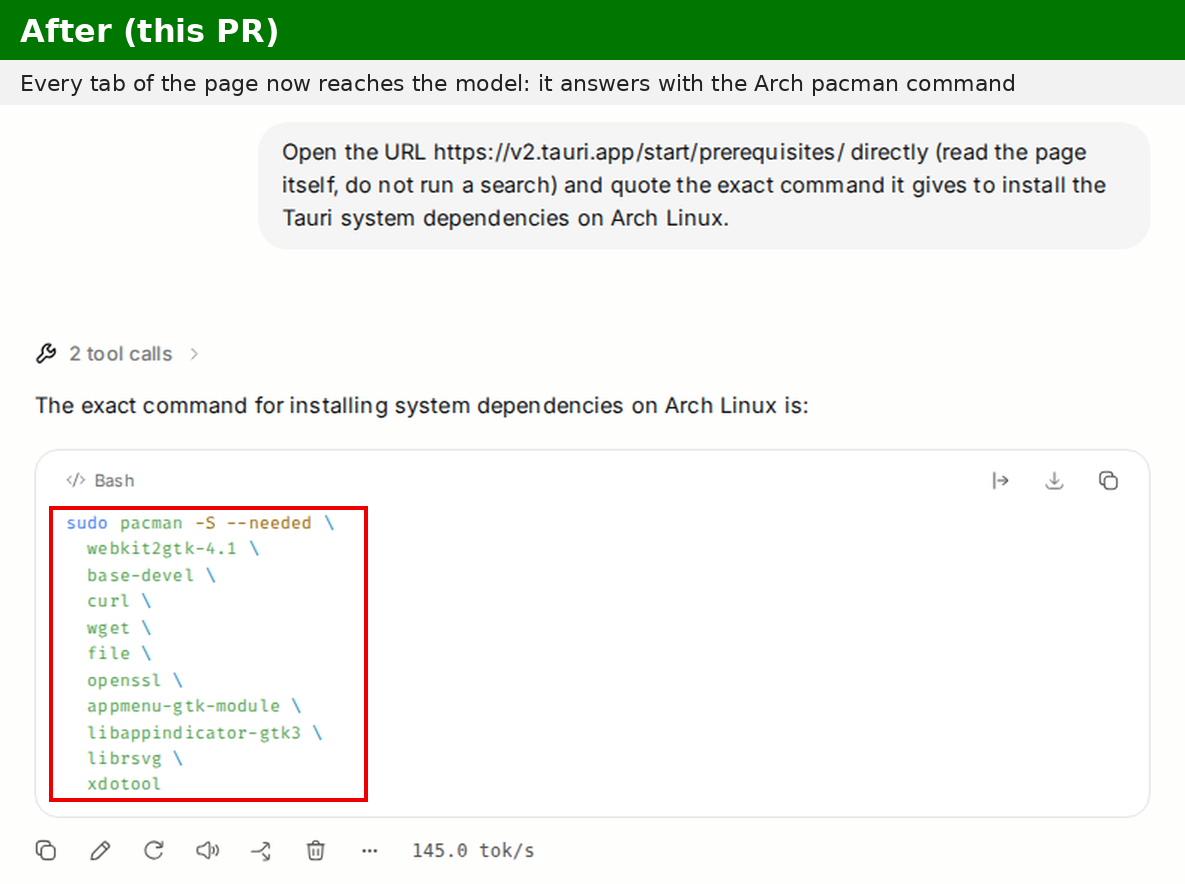 After (this PR)
Every tab of the page now reaches the model: it answers with the Arch pacman command
Open the URL https://v2.tauri.app/start/prerequisites/ directly (read the page
itself, do not run a search) and quote the exact command it gives to install the
Tauri system dependencies on Arch Linux.
2 tool calls
The exact command for installing system dependencies on Arch Linux is:
</> Bash
sudo pacman -S --needed \
  webkit2gtk-4.1 \
  base-devel \
  curl \
  wget \
  file \
  openssl \
  appmenu-gtk-module \
  libappindicator-gtk3 \
  librsvg \
  xdotool
145.0 tok/s